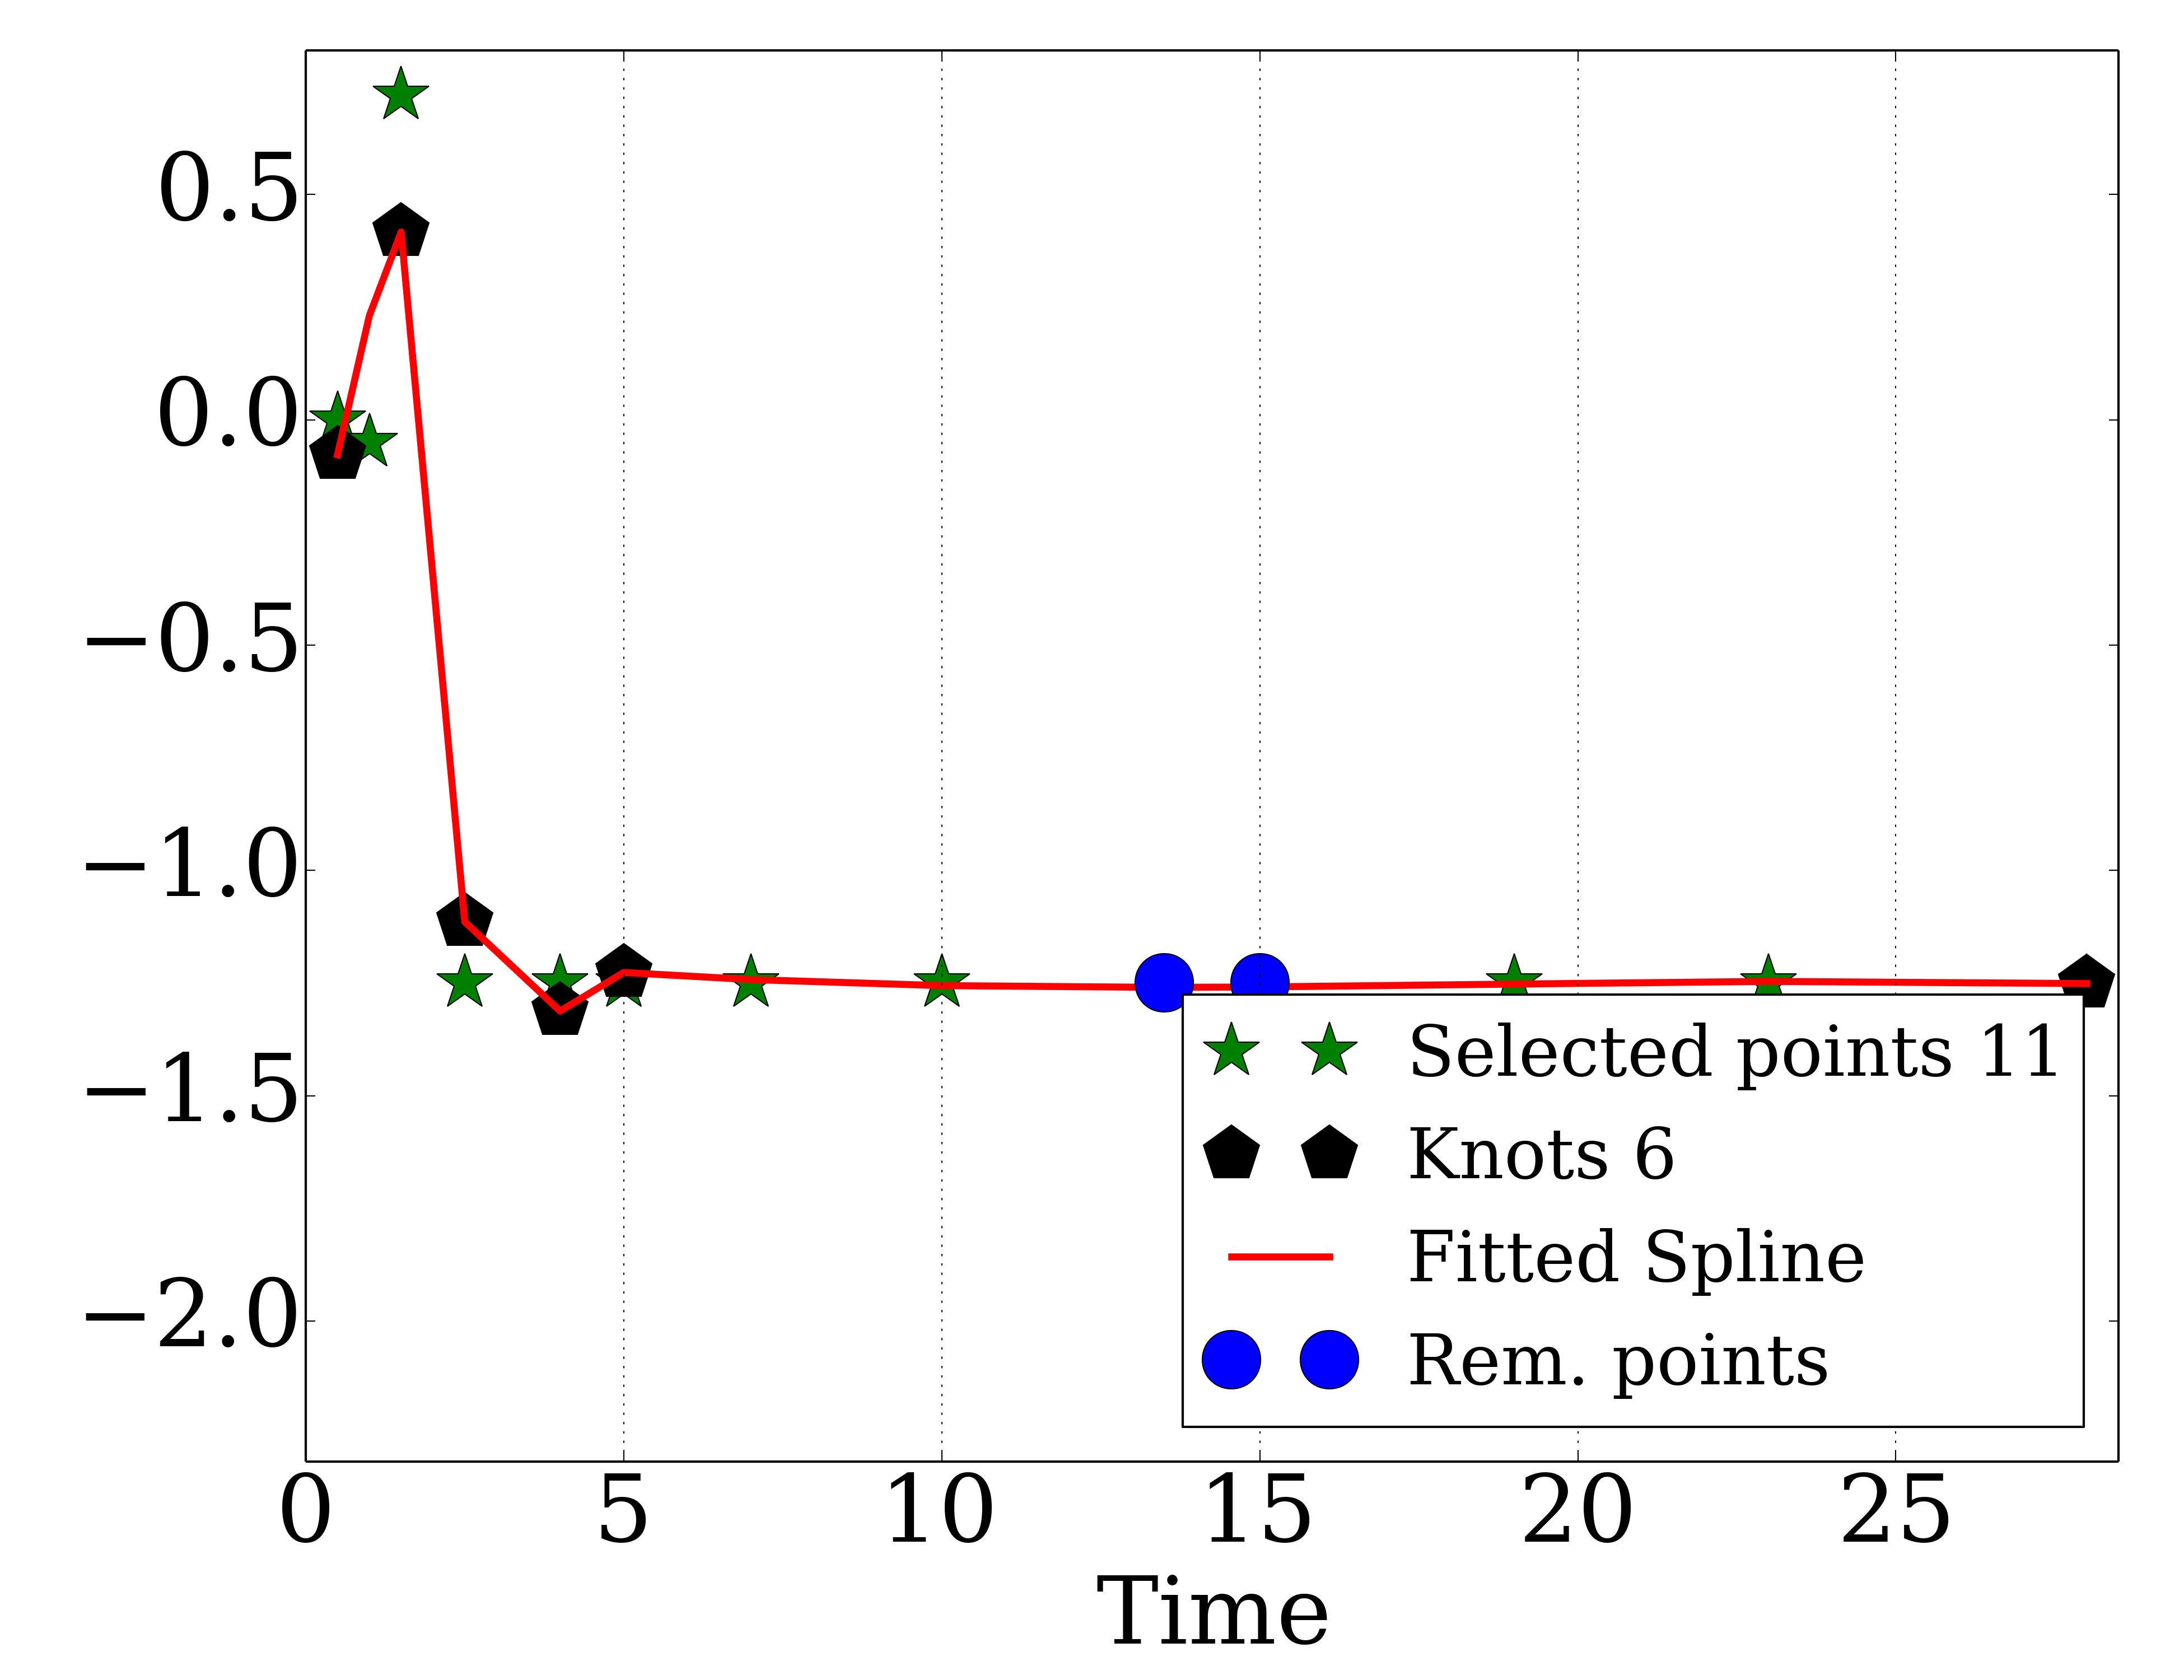 0.5
0.0
−0.5
−1.0
−1.5
−2.0
Selected points 11
Knots 6
Fitted Spline
Rem. points
0 5 10 15 20 25
Time